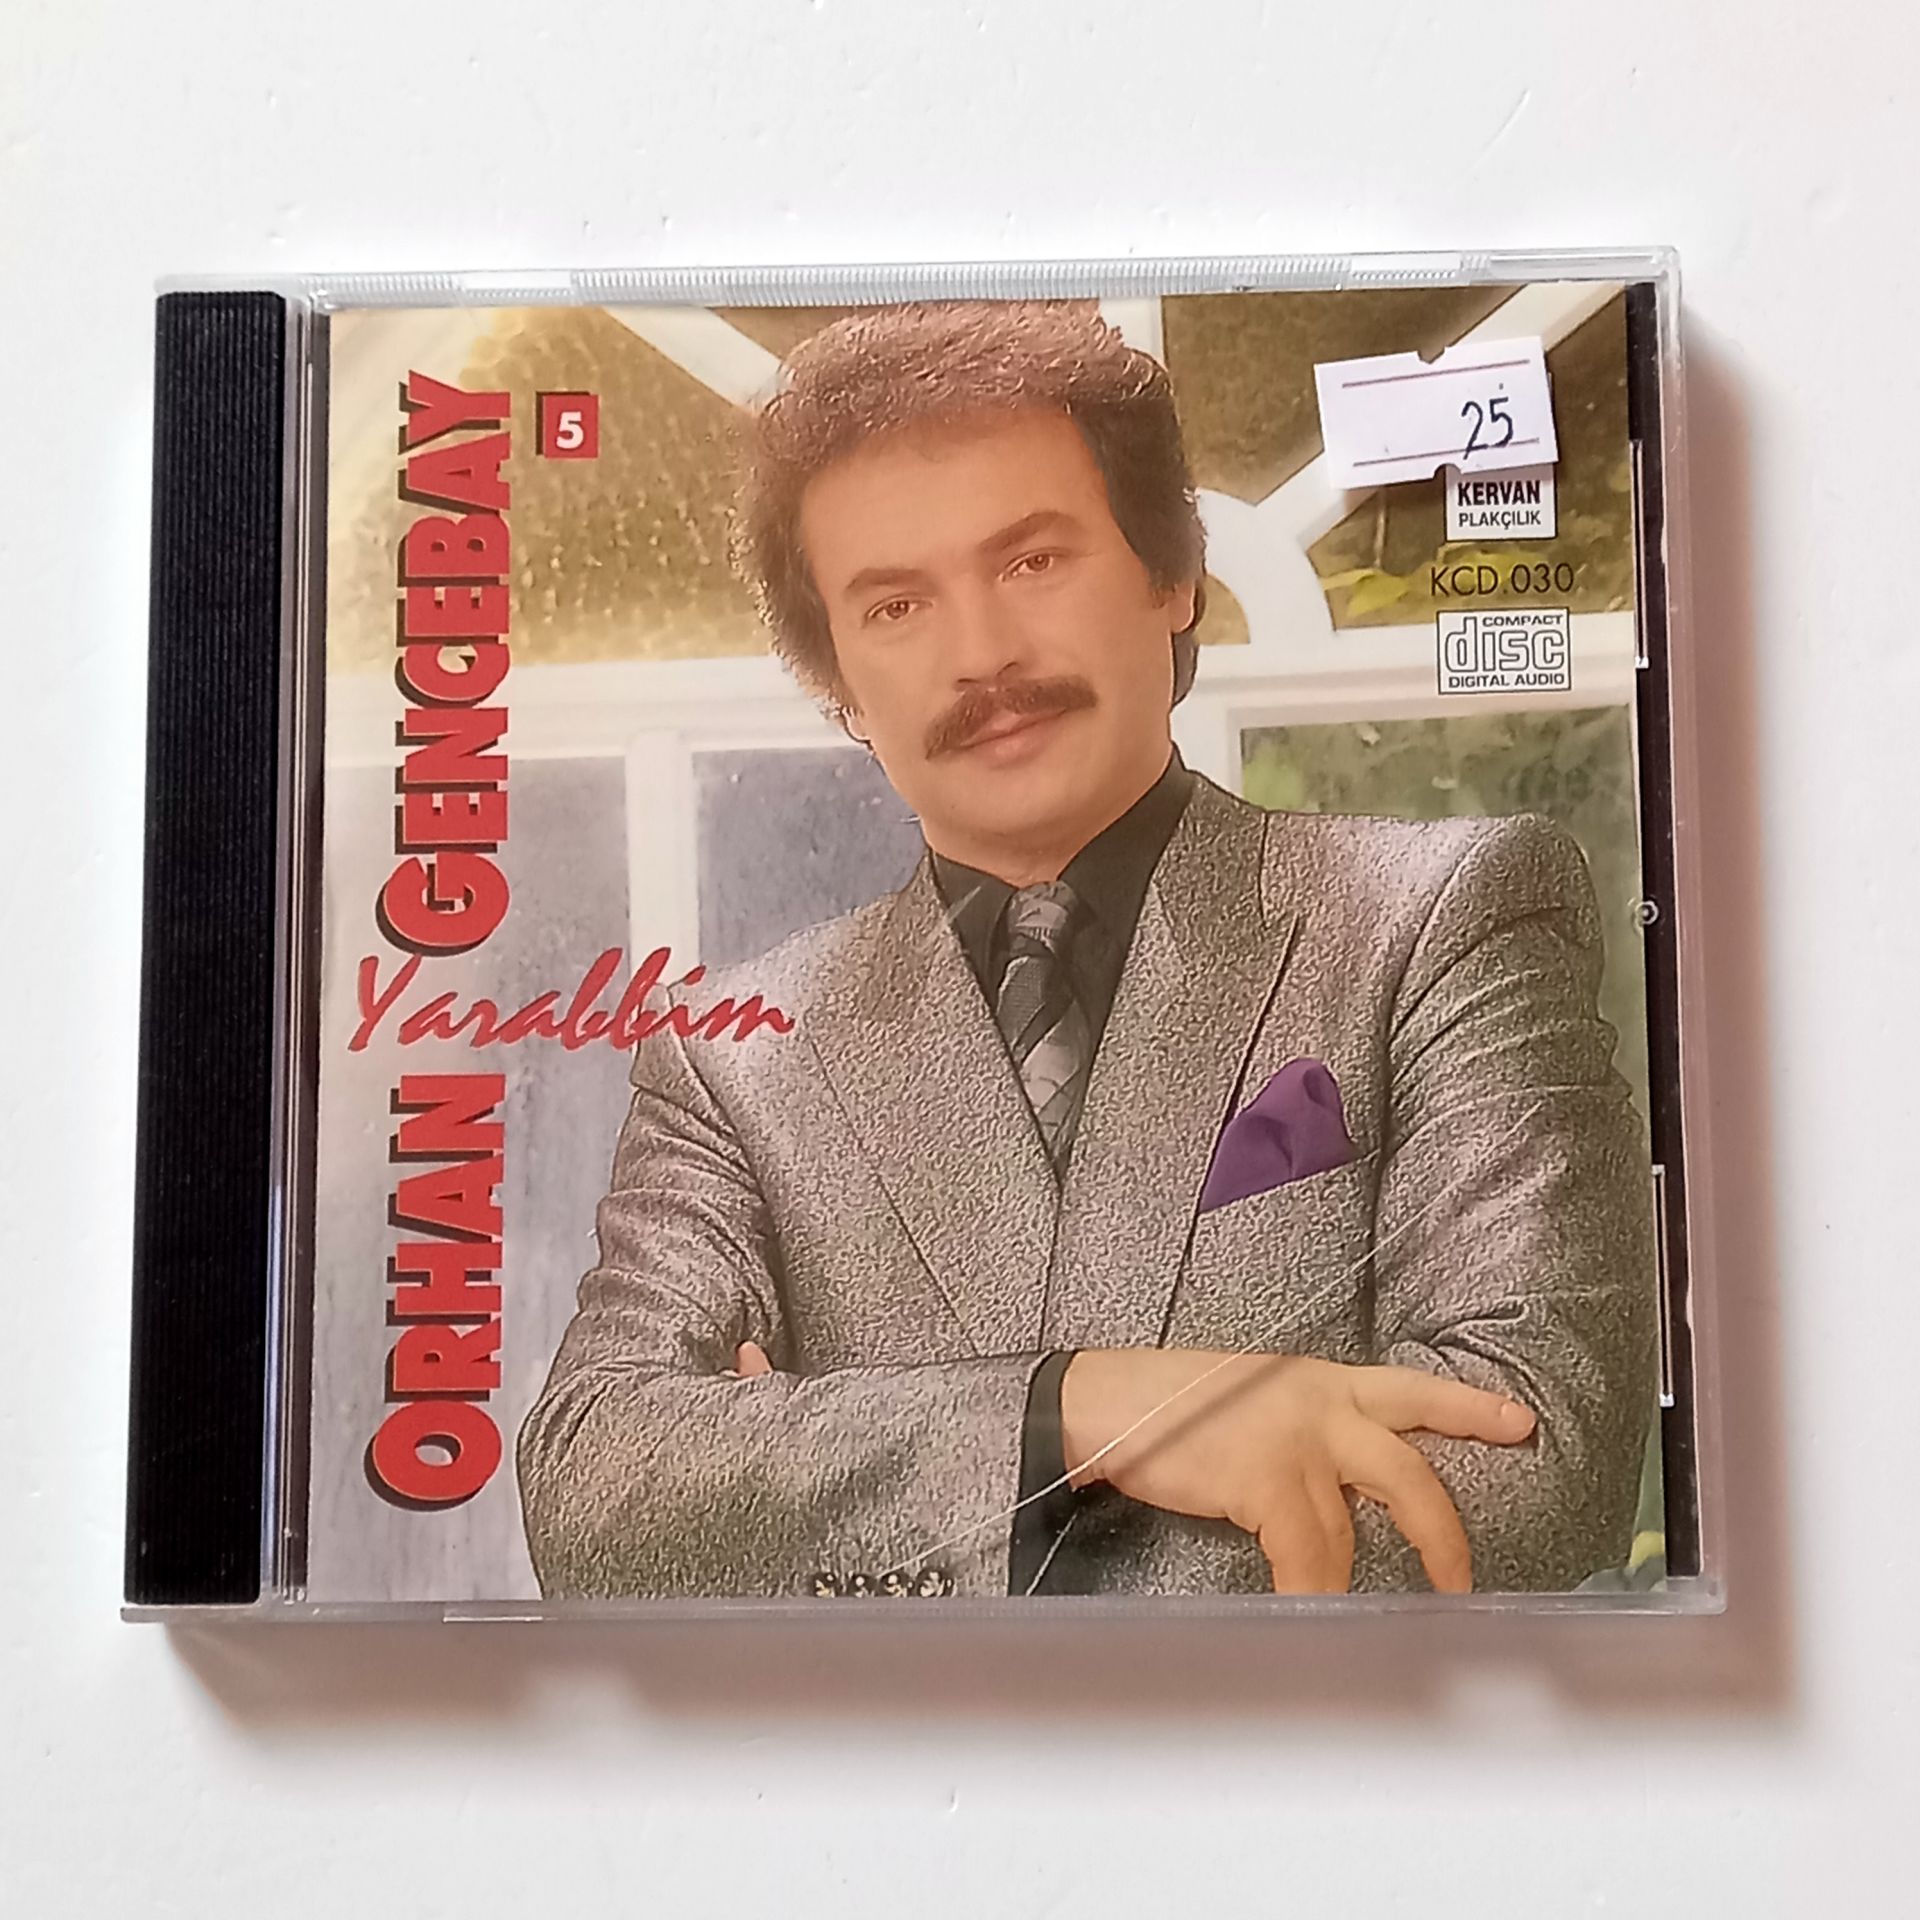 ORHAN GENCEBAY
5
Yarabbim
25
KERVAN
PLAKÇILIK
KCD.030
COMPACT
disc
DIGITAL AUDIO